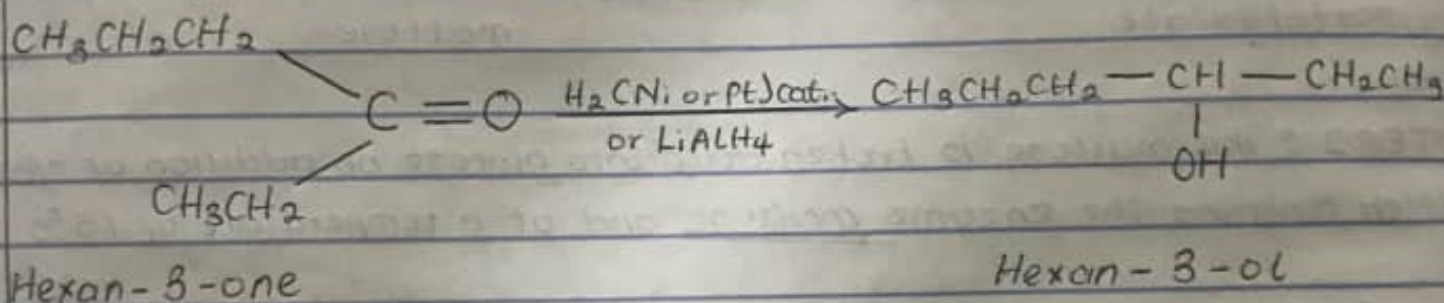 CH₃CH₂CH₂
C=O H₂(Ni or Pt)cat., CH₃CH₂CH₂—CH—CH₂CH₃
or LiALH₄
OH
CH₃CH₂
Hexan-3-one Hexan-3-ol